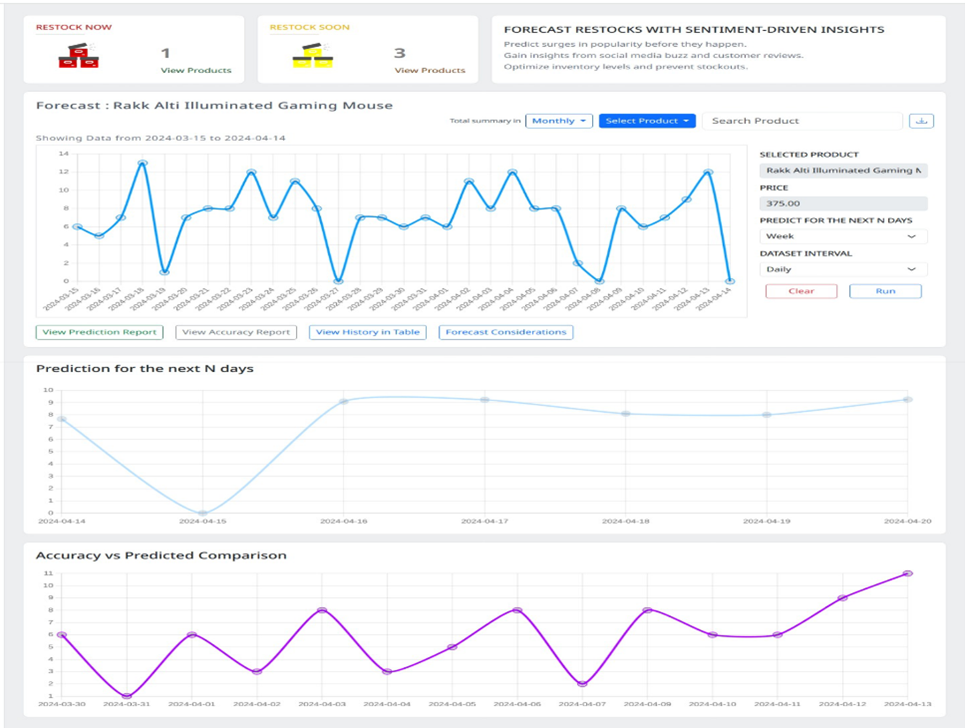 RESTOCK NOW
1
View Products
RESTOCK SOON
3
View Products
FORECAST RESTOCKS WITH SENTIMENT-DRIVEN INSIGHTS
Predict surges in popularity before they happen.
Gain insights from social media buzz and customer reviews.
Optimize inventory levels and prevent stockouts.
Forecast : Rakk Alti Illuminated Gaming Mouse
Total summary in Monthly Select Product Search Product
Showing Data from 2024-03-15 to 2024-04-14
14
12
10
8
6
4
2
0
2024-03-15 2024-03-16 2024-03-17 2024-03-18 2024-03-19 2024-03-20 2024-03-21 2024-03-22 2024-03-23 2024-03-24 2024-03-25 2024-03-26 2024-03-27 2024-03-28 2024-03-29 2024-03-30 2024-03-31 2024-04-01 2024-04-02 2024-04-03 2024-04-04 2024-04-05 2024-04-06 2024-04-07 2024-04-08 2024-04-09 2024-04-10 2024-04-11 2024-04-12 2024-04-13 2024-04-14
SELECTED PRODUCT
Rakk Alti Illuminated Gaming M
PRICE
375.00
PREDICT FOR THE NEXT N DAYS
Week
DATASET INTERVAL
Daily
Clear Run
View Prediction Report View Accuracy Report View History in Table Forecast Considerations
Prediction for the next N days
10
9
8
7
6
5
4
3
2
1
0
2024-04-14 2024-04-15 2024-04-16 2024-04-17 2024-04-18 2024-04-19 2024-04-20
Accuracy vs Predicted Comparison
11
10
9
8
7
6
5
4
3
2
1
2024-03-30 2024-03-31 2024-04-01 2024-04-02 2024-04-03 2024-04-04 2024-04-05 2024-04-06 2024-04-07 2024-04-08 2024-04-09 2024-04-10 2024-04-11 2024-04-12 2024-04-13